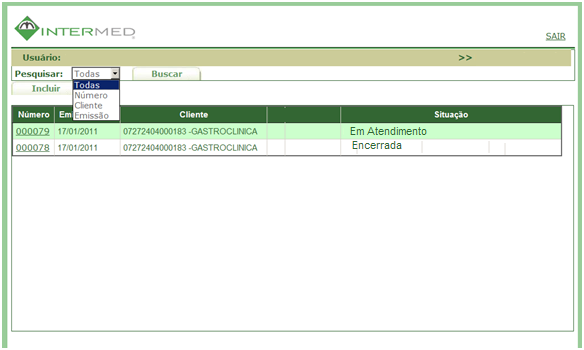 INTERMED
SAIR
Usuário: >>
Pesquisar: Todas Buscar
Todas
Número
Cliente
Emissão
Incluir
Número Em Cliente Situação
000079 17/01/2011 07272404000183 -GASTROCLINICA Em Atendimento
000078 17/01/2011 07272404000183 -GASTROCLINICA Encerrada